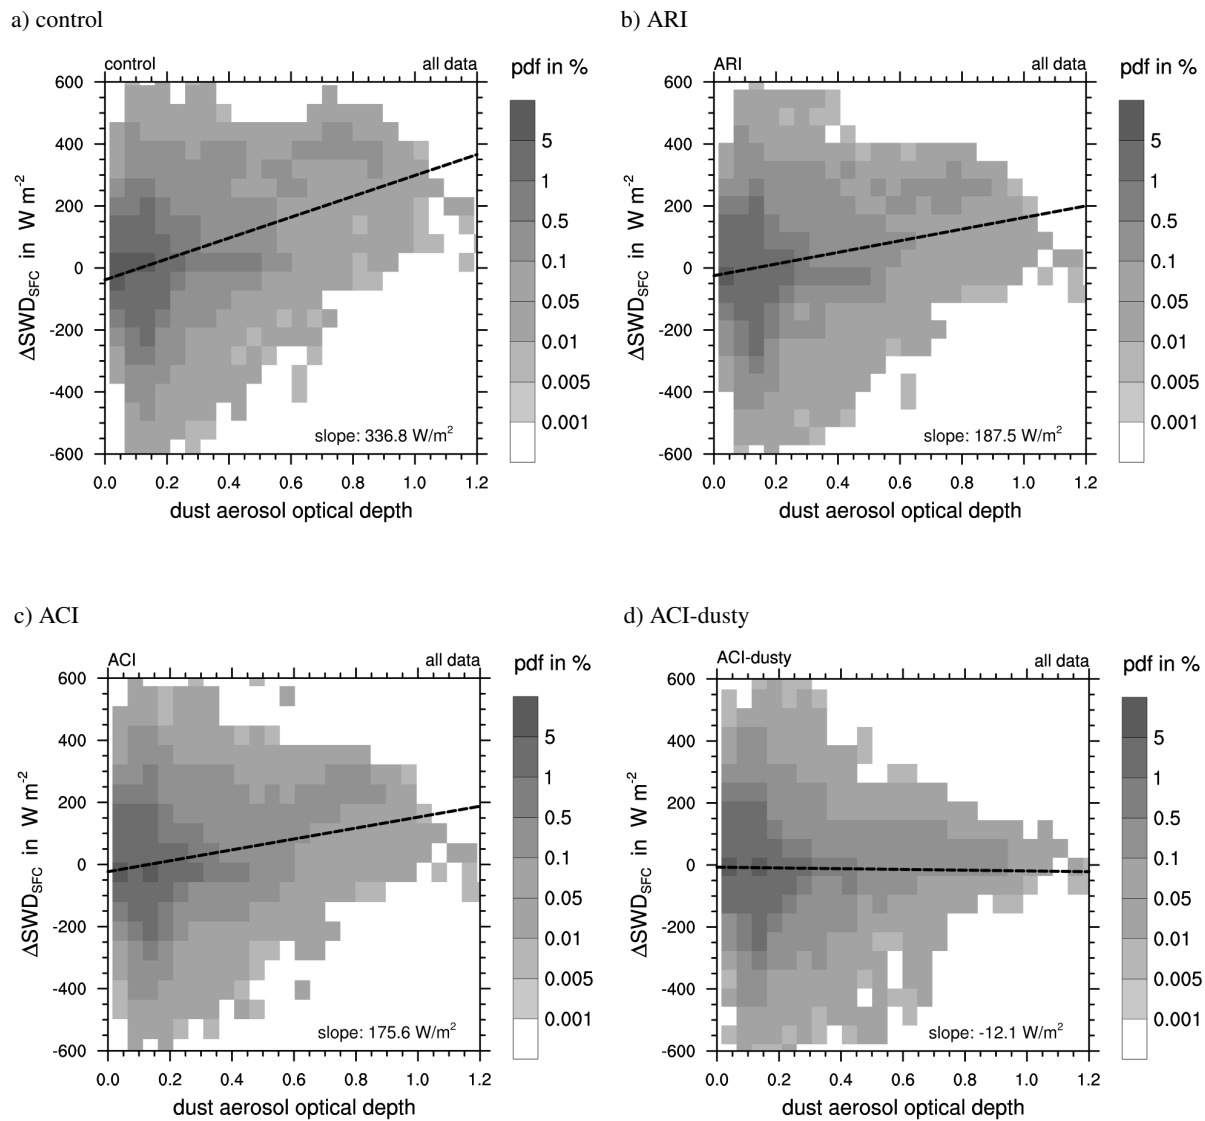 a) control
b) ARI
control all data pdf in %
ARI all data pdf in %
600
400
200
0
-200
-400
-600
ΔSWD_SFC in W m⁻²
0.0 0.2 0.4 0.6 0.8 1.0 1.2
dust aerosol optical depth
slope: 336.8 W/m²
5
1
0.5
0.1
0.05
0.01
0.005
0.001
600
400
200
0
-200
-400
-600
ΔSWD_SFC in W m⁻²
0.0 0.2 0.4 0.6 0.8 1.0 1.2
dust aerosol optical depth
slope: 187.5 W/m²
5
1
0.5
0.1
0.05
0.01
0.005
0.001
c) ACI
d) ACI-dusty
ACI all data pdf in %
ACI-dusty all data pdf in %
600
400
200
0
-200
-400
-600
ΔSWD_SFC in W m⁻²
0.0 0.2 0.4 0.6 0.8 1.0 1.2
dust aerosol optical depth
slope: 175.6 W/m²
5
1
0.5
0.1
0.05
0.01
0.005
0.001
600
400
200
0
-200
-400
-600
ΔSWD_SFC in W m⁻²
0.0 0.2 0.4 0.6 0.8 1.0 1.2
dust aerosol optical depth
slope: -12.1 W/m²
5
1
0.5
0.1
0.05
0.01
0.005
0.001